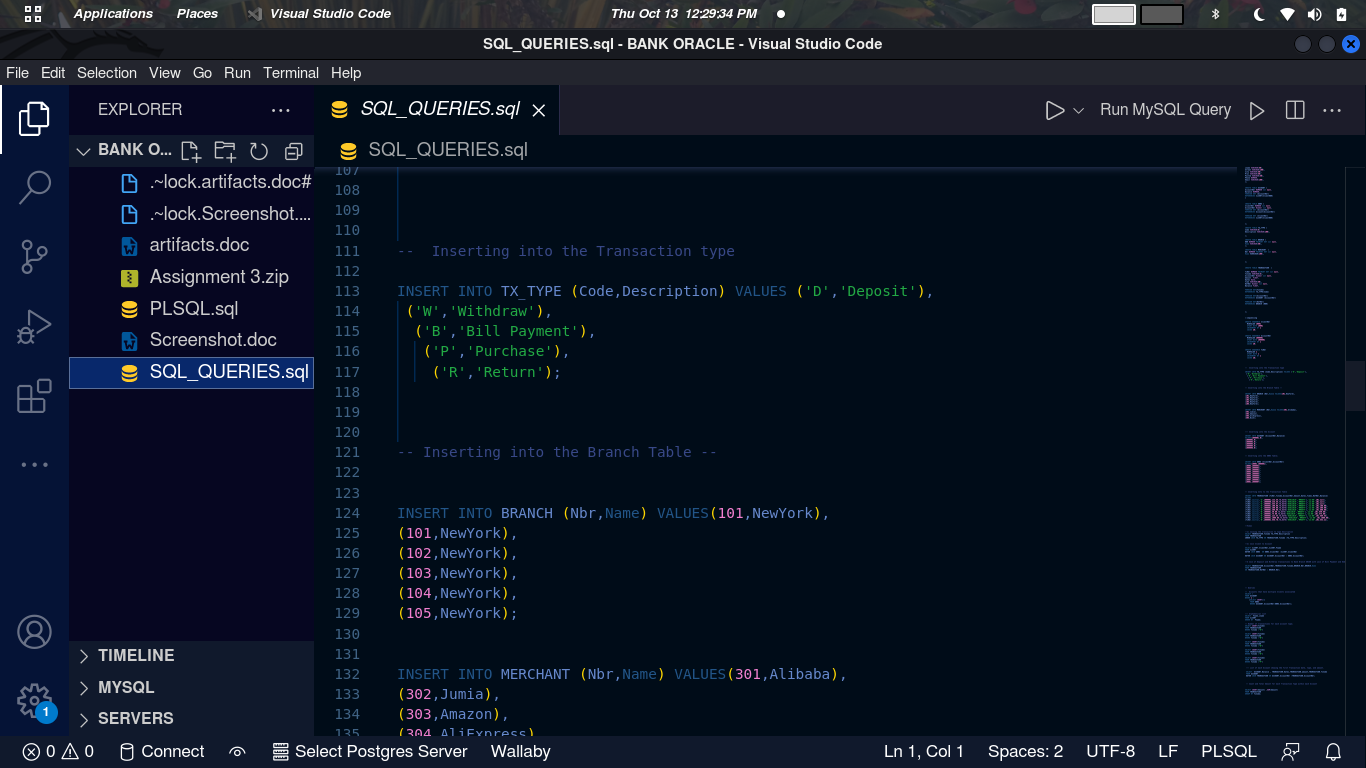 Applications Places Visual Studio Code Thu Oct 13 12:29:34 PM
SQL_QUERIES.sql - BANK ORACLE - Visual Studio Code
File Edit Selection View Go Run Terminal Help
EXPLORER ···
SQL_QUERIES.sql
Run MySQL Query
BANK O...
SQL_QUERIES.sql
.~lock.artifacts.doc#
.~lock.Screenshot....
artifacts.doc
Assignment 3.zip
PLSQL.sql
Screenshot.doc
SQL_QUERIES.sql
TIMELINE
MYSQL
SERVERS
1
107
108
109
110
111 --  Inserting into the Transaction type
112
113 INSERT INTO TX_TYPE (Code,Description) VALUES ('D','Deposit'),
114 ('W','Withdraw'),
115 ('B','Bill Payment'),
116 ('P','Purchase'),
117 ('R','Return');
118
119
120
121 -- Inserting into the Branch Table --
122
123
124 INSERT INTO BRANCH (Nbr,Name) VALUES(101,NewYork),
125 (101,NewYork),
126 (102,NewYork),
127 (103,NewYork),
128 (104,NewYork),
129 (105,NewYork);
130
131
132 INSERT INTO MERCHANT (Nbr,Name) VALUES(301,Alibaba),
133 (302,Jumia),
134 (303,Amazon),
135 (304,AliExpress)
0 0 Connect Select Postgres Server Wallaby Ln 1, Col 1 Spaces: 2 UTF-8 LF PLSQL